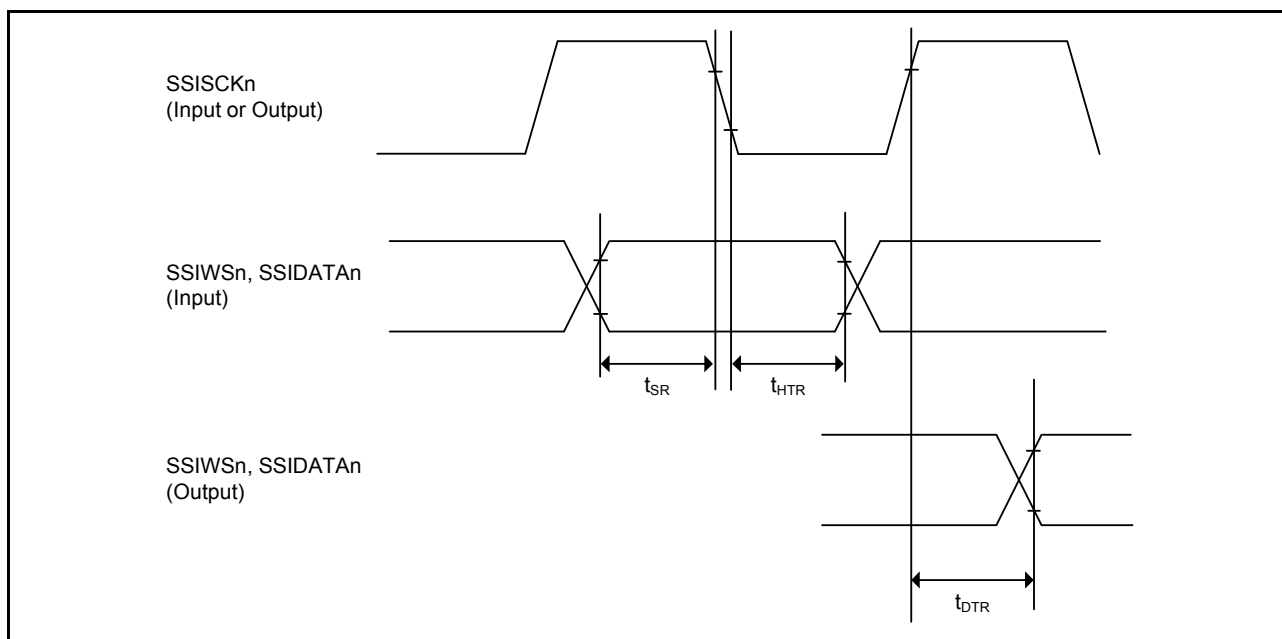 SSISCKn
(Input or Output)
SSIWSn, SSIDATAn
(Input)
tSR
tHTR
SSIWSn, SSIDATAn
(Output)
tDTR